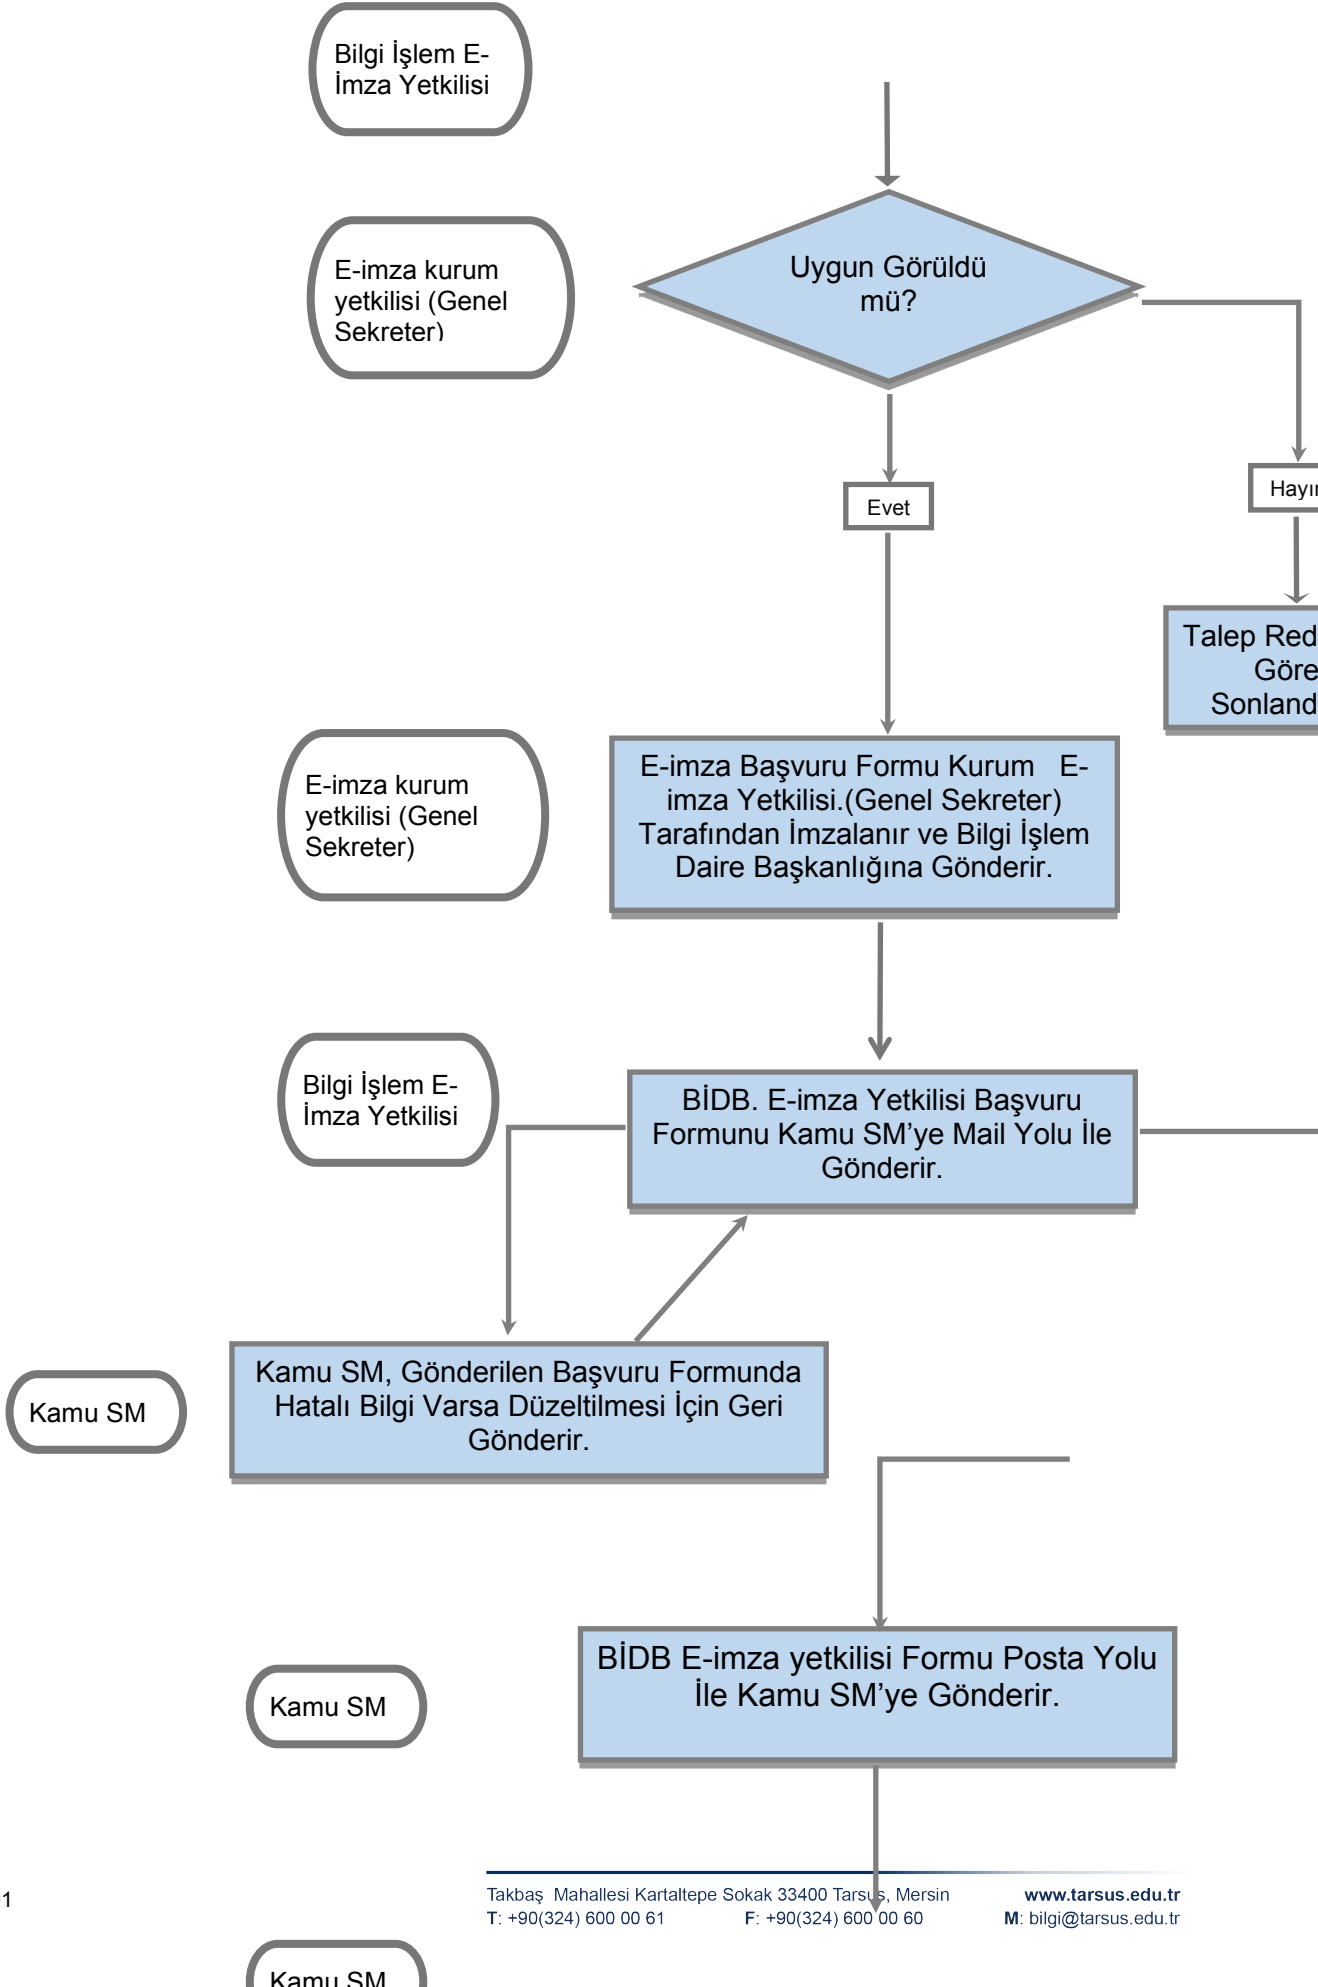 Bilgi İşlem E-
İmza Yetkilisi
E-imza kurum
yetkilisi (Genel
Sekreter)
Uygun Görüldü
mü?
Evet
Talep Red
Sonland
E-imza kurum
yetkilisi (Genel
Sekreter)
E-imza Başvuru Formu Kurum E-
imza Yetkilisi.(Genel Sekreter)
Tarafından İmzalanır ve Bilgi İşlem
Daire Başkanlığına Gönderir.
Bilgi İşlem E-
İmza Yetkilisi
BİDB. E-imza Yetkilisi Başvuru
Formunu Kamu SM’ye Mail Yolu İle
Gönderir.
Kamu SM
Kamu SM, Gönderilen Başvuru Formunda
Hatalı Bilgi Varsa Düzeltilmesi İçin Geri
Gönderir.
Kamu SM
BİDB E-imza yetkilisi Formu Posta Yolu
İle Kamu SM’ye Gönderir.
Takbaş Mahallesi Kartaltepe Sokak 33400 Tarsus, Mersin www.tarsus.edu.tr
T: +90(324) 600 00 61 F: +90(324) 600 00 60 M: bilgi@tarsus.edu.tr
Kamu SM